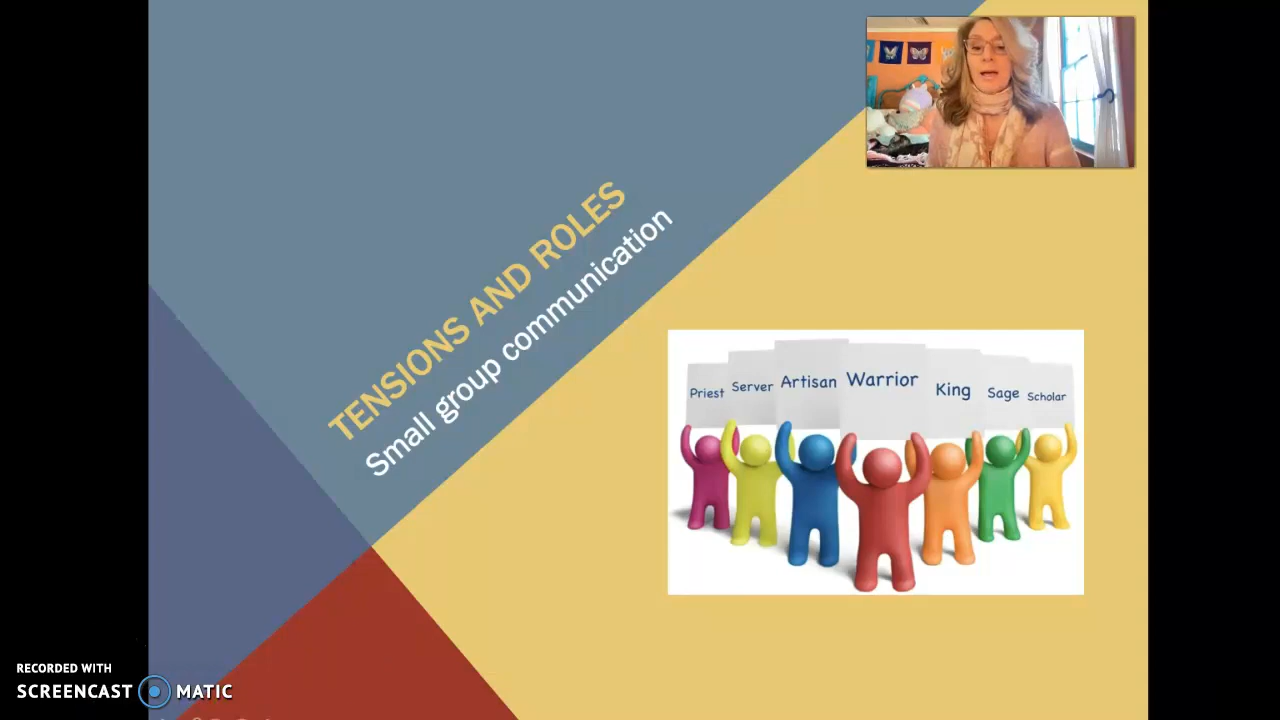 TENSIONS AND ROLES
Small group communication
Priest
Server
Artisan
Warrior
King
Sage
Scholar
RECORDED WITH
SCREENCAST MATIC